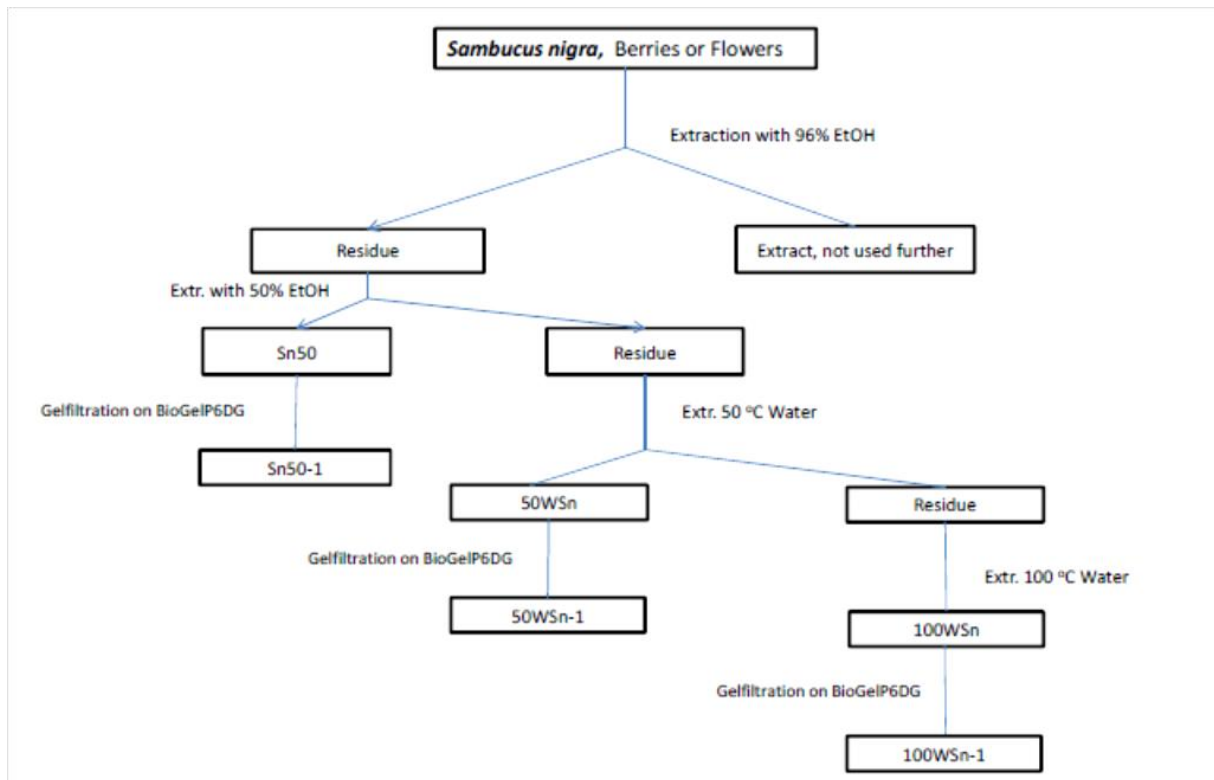 Sambucus nigra, Berries or Flowers
Extraction with 96% EtOH
Residue
Extract, not used further
Extr. with 50% EtOH
Sn50
Residue
Gelfiltration on BioGelP6DG
Extr. 50 °C Water
Sn50-1
50WSn
Residue
Gelfiltration on BioGelP6DG
Extr. 100 °C Water
50WSn-1
100WSn
Gelfiltration on BioGelP6DG
100WSn-1